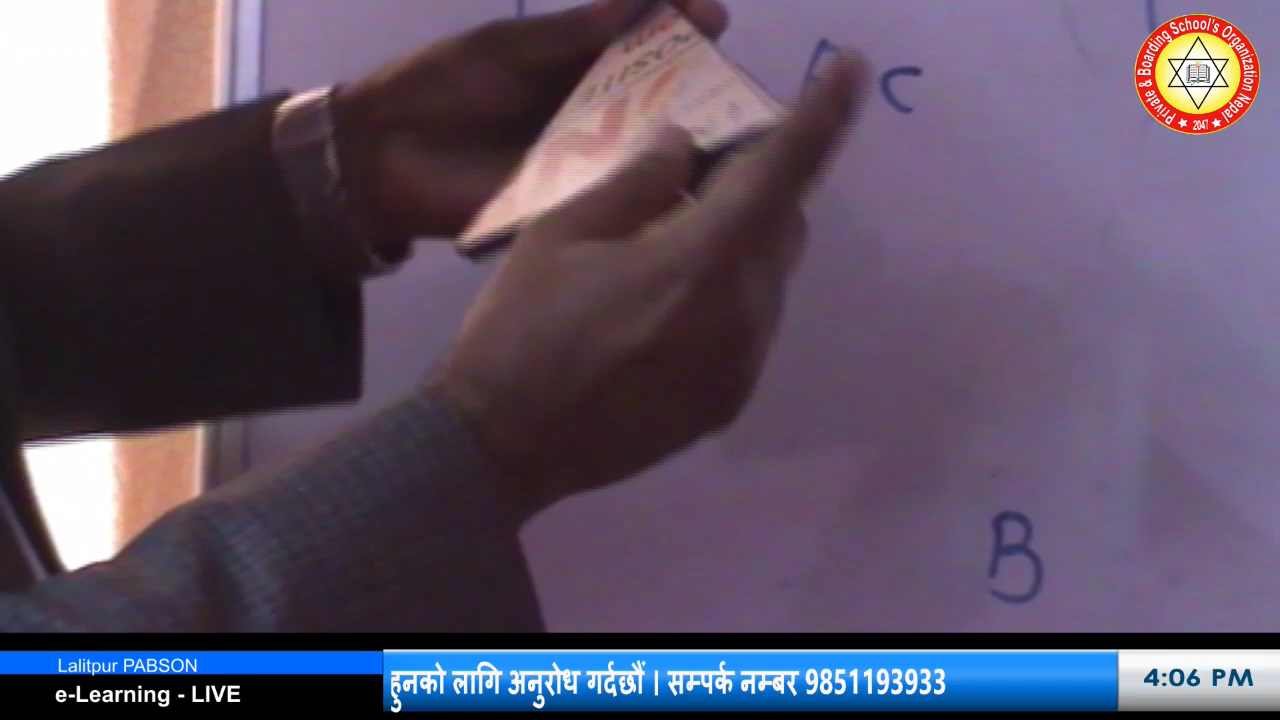 C
Private & Boarding School's Organization Nepal
2047
B
Lalitpur PABSON
e-Learning - LIVE
हुनको लागि अनुरोध गर्दछौं । सम्पर्क नम्बर 9851193933
4:06 PM